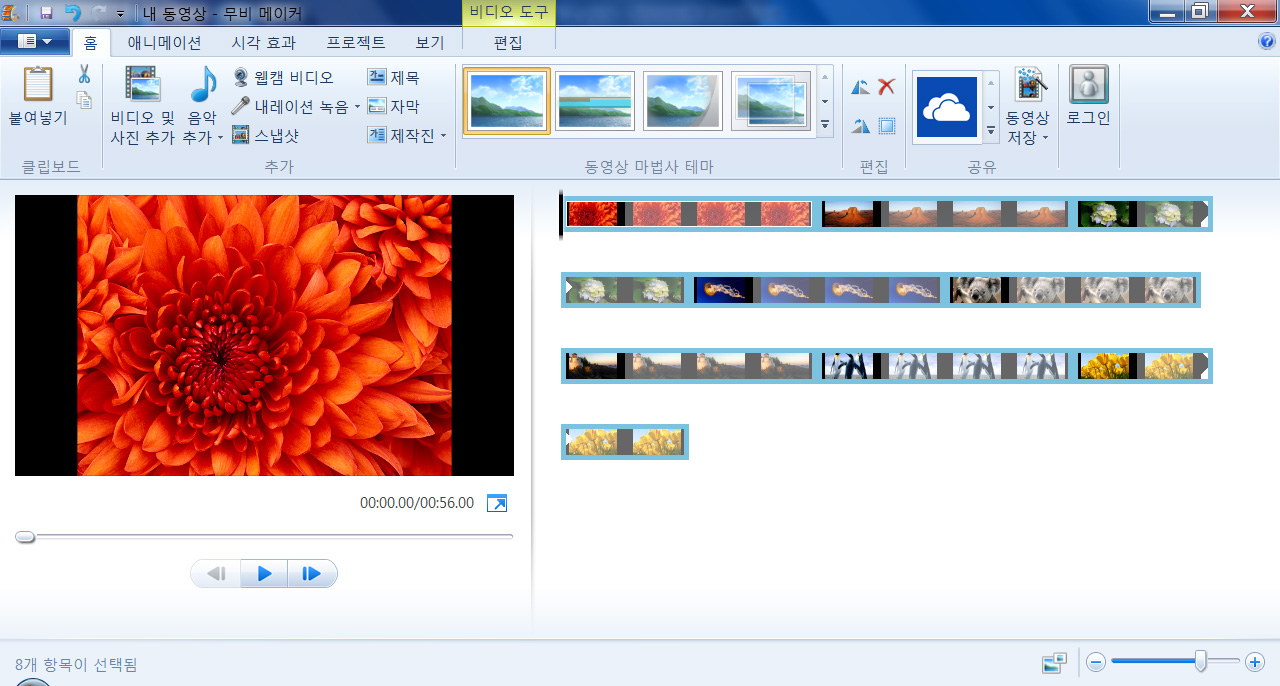 내 동영상 - 무비 메이커
비디오 도구
홈 애니메이션 시각 효과 프로젝트 보기 편집
붙여넣기
클립보드
비디오 및
사진 추가
음악
추가
웹캠 비디오
내레이션 녹음
스냅샷
제목
자막
제작진
추가
동영상 마법사 테마
편집
동영상
저장
공유
로그인
00:00.00/00:56.00
8개 항목이 선택됨